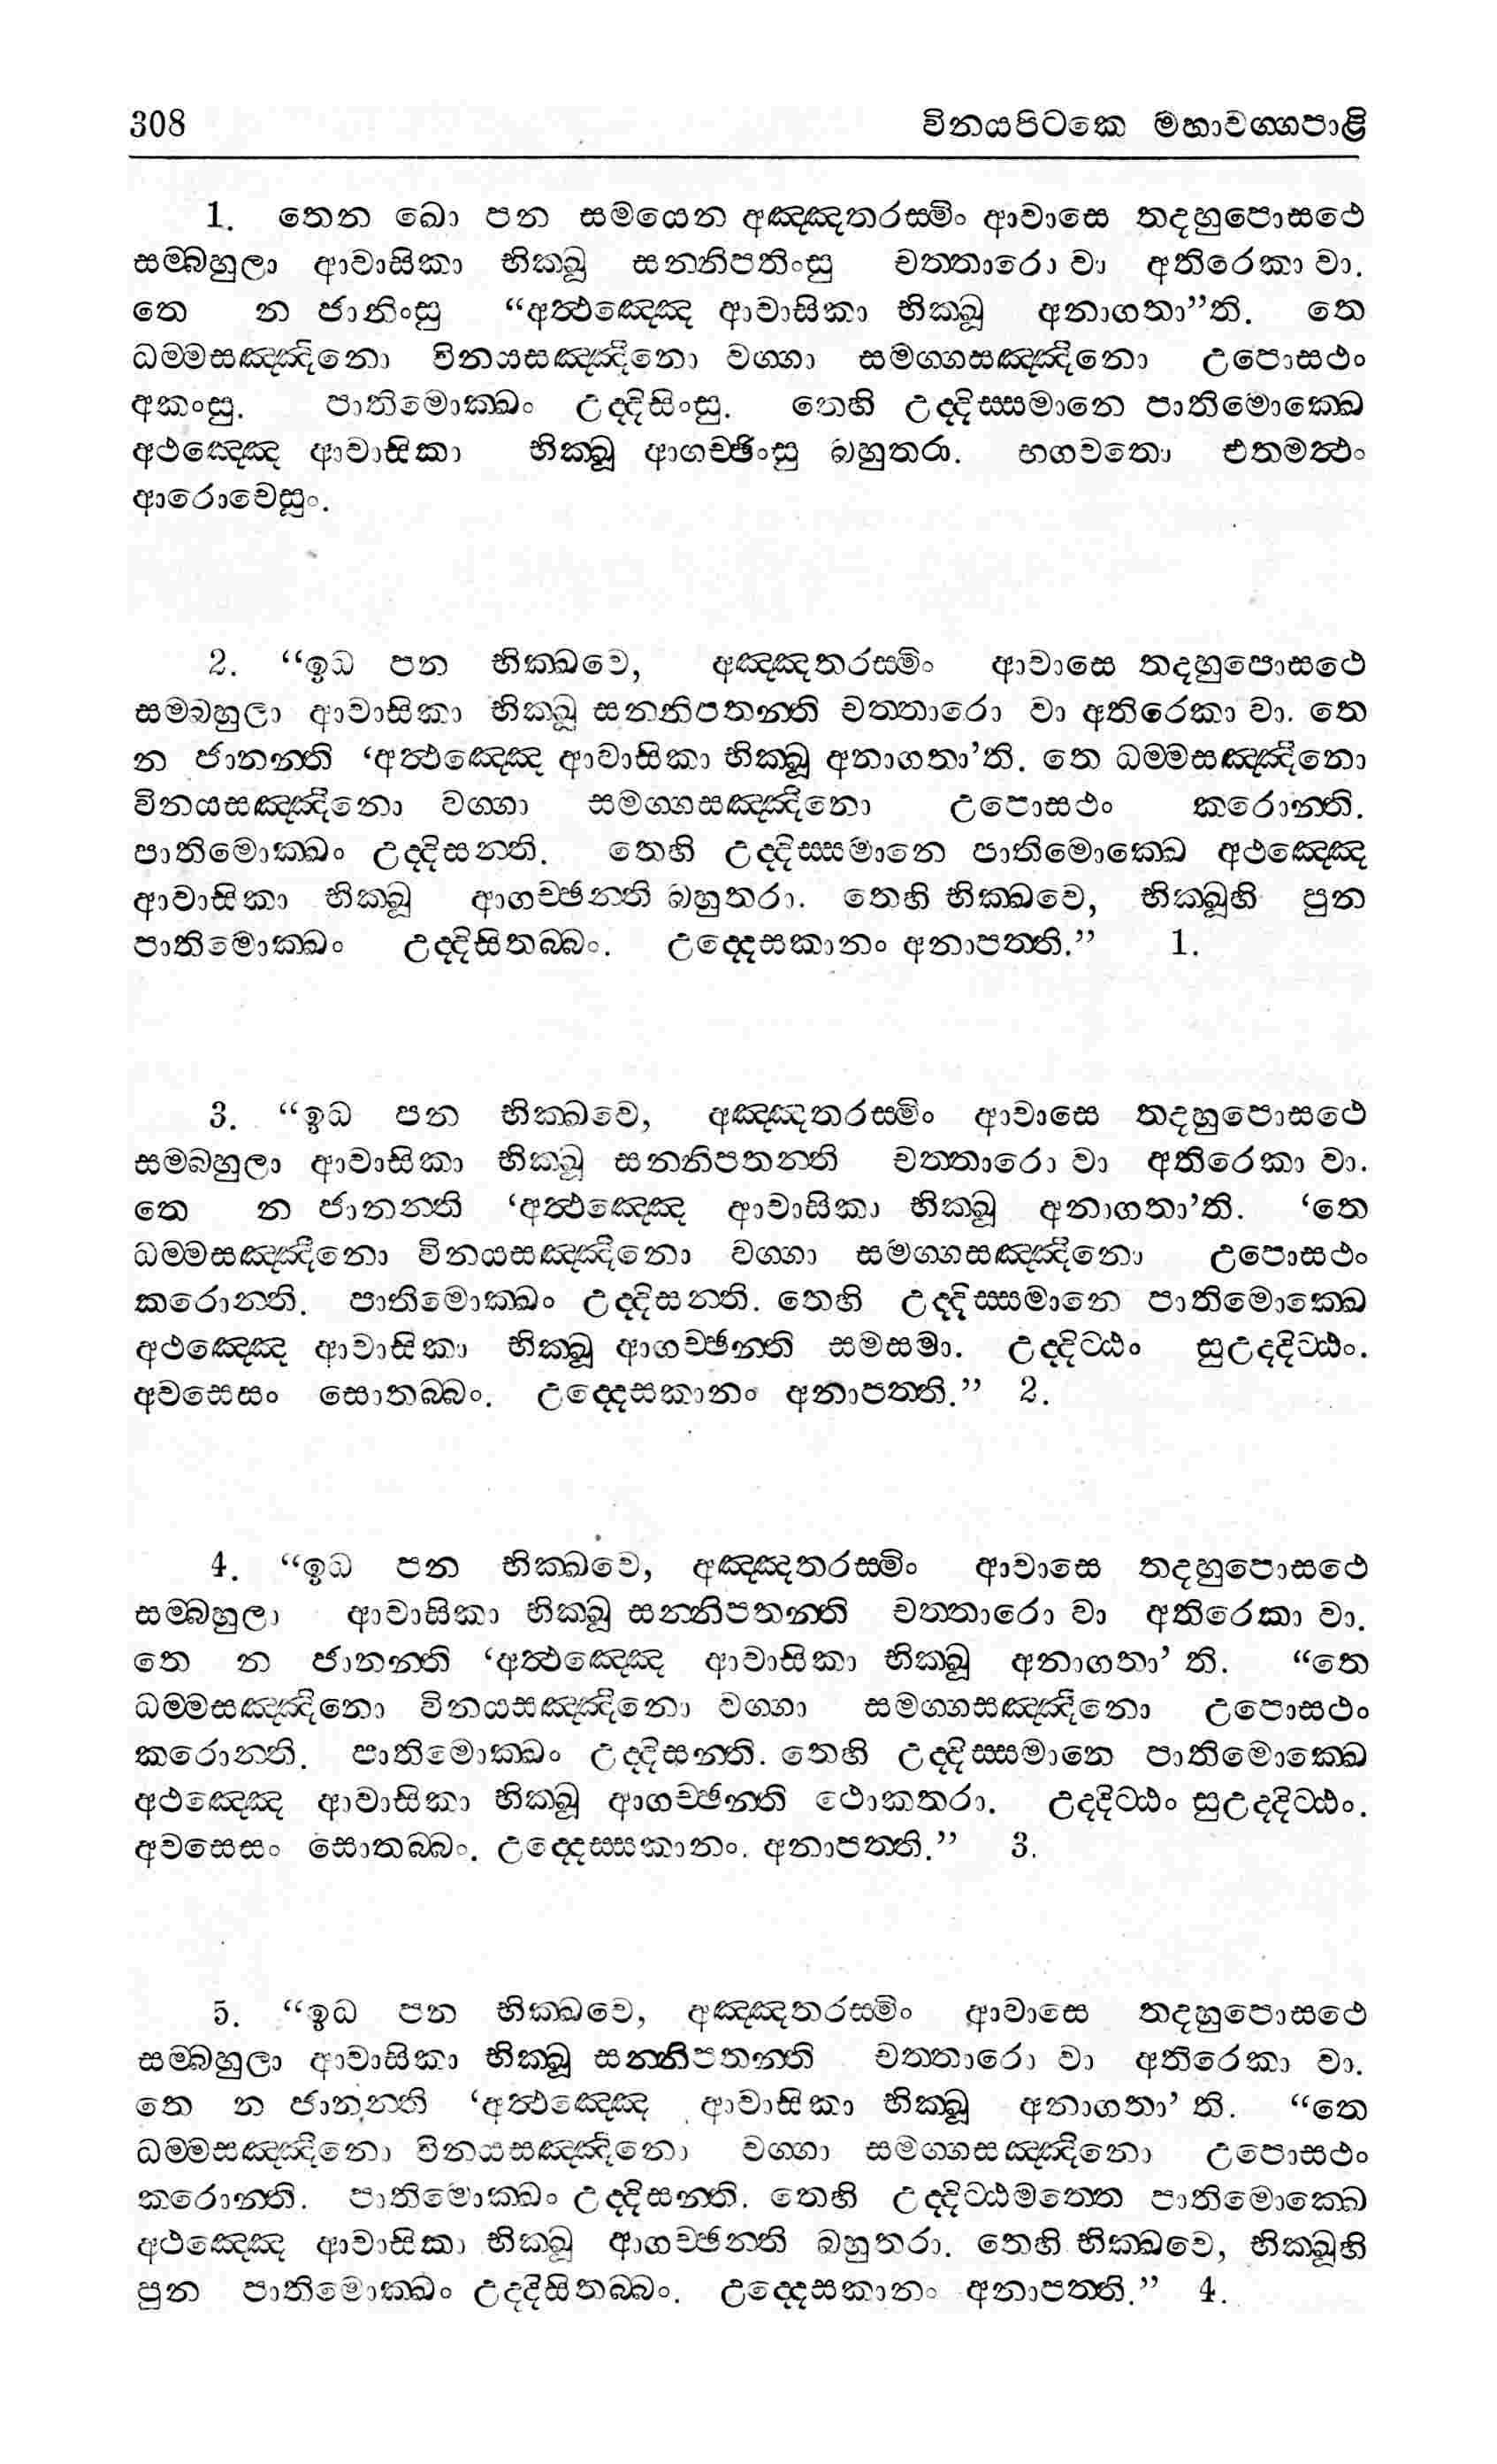 308 විනයපිටකෙ මහාවග්ගපාළි
1. තෙන ඛො පන සමයෙන අඤ්ඤතරස්මිං ආවාසෙ තදහුපොසථෙ
සම්බහුලා ආවාසිකා භික්ඛූ සන්නිපතිංසු චත්තාරො වා අතිරෙකා වා.
තෙ න ජානිංසු “අත්ථඤ්ඤෙ ආවාසිකා භික්ඛූ අනාගතා”ති. තෙ
ධම්මසඤ්ඤිනො විනයසඤ්ඤිනො වග්ගා සමග්ගසඤ්ඤිනො උපොසථං
අකංසු. පාතිමොක්ඛං උද්දිසිංසු. තෙහි උද්දිස්සමානෙ පාතිමොක්ඛෙ
අථඤ්ඤෙ ආවාසිකා භික්ඛූ ආගච්ඡිංසු බහුතරා. භගවතො එතමත්ථං
ආරොචෙසුං.
2. “ඉධ පන භික්ඛවෙ, අඤ්ඤතරස්මිං ආවාසෙ තදහුපොසථෙ
සම්බහුලා ආවාසිකා භික්ඛූ සන්නිපතන්ති චත්තාරො වා අතිරෙකා වා. තෙ
න ජානන්ති ‘අත්ථඤ්ඤෙ ආවාසිකා භික්ඛූ අනාගතා’ති. තෙ ධම්මසඤ්ඤිනො
විනයසඤ්ඤිනො වග්ගා සමග්ගසඤ්ඤිනො උපොසථං කරොන්ති.
පාතිමොක්ඛං උද්දිසන්ති. තෙහි උද්දිස්සමානෙ පාතිමොක්ඛෙ අථඤ්ඤෙ
ආවාසිකා භික්ඛූ ආගච්ඡන්ති බහුතරා. තෙහි භික්ඛවෙ, භික්ඛූහි පුන
පාතිමොක්ඛං උද්දිසිතබ්බං. උද්දෙසකානං අනාපත්ති.” 1.
3. “ඉධ පන භික්ඛවෙ, අඤ්ඤතරස්මිං ආවාසෙ තදහුපොසථෙ
සම්බහුලා ආවාසිකා භික්ඛූ සන්නිපතන්ති චත්තාරො වා අතිරෙකා වා.
තෙ න ජානන්ති ‘අත්ථඤ්ඤෙ ආවාසිකා භික්ඛූ අනාගතා’ති. ‘තෙ
ධම්මසඤ්ඤිනො විනයසඤ්ඤිනො වග්ගා සමග්ගසඤ්ඤිනො උපොසථං
කරොන්ති. පාතිමොක්ඛං උද්දිසන්ති. තෙහි උද්දිස්සමානෙ පාතිමොක්ඛෙ
අථඤ්ඤෙ ආවාසිකා භික්ඛූ ආගච්ඡන්ති සමසමා. උද්දිට්ඨං සුඋද්දිට්ඨං.
අවසෙසං සොතබ්බං. උද්දෙසකානං අනාපත්ති.” 2.
4. “ඉධ පන භික්ඛවෙ, අඤ්ඤතරස්මිං ආවාසෙ තදහුපොසථෙ
සම්බහුලා ආවාසිකා භික්ඛූ සන්නිපතන්ති චත්තාරො වා අතිරෙකා වා.
තෙ න ජානන්ති ‘අත්ථඤ්ඤෙ ආවාසිකා භික්ඛූ අනාගතා’ ති. “තෙ
ධම්මසඤ්ඤිනො විනයසඤ්ඤිනො වග්ගා සමග්ගසඤ්ඤිනො උපොසථං
කරොන්ති. පාතිමොක්ඛං උද්දිසන්ති. තෙහි උද්දිස්සමානෙ පාතිමොක්ඛෙ
අථඤ්ඤෙ ආවාසිකා භික්ඛූ ආගච්ඡන්ති ථොකතරා. උද්දිට්ඨං සුඋද්දිට්ඨං.
අවසෙසං සොතබ්බං. උද්දෙස්සකානං. අනාපත්ති.” 3.
5. “ඉධ පන භික්ඛවෙ, අඤ්ඤතරස්මිං ආවාසෙ තදහුපොසථෙ
සම්බහුලා ආවාසිකා භික්ඛූ සන්නිපතන්ති චත්තාරො වා අතිරෙකා වා.
තෙ න ජානන්ති ‘අත්ථඤ්ඤෙ ආවාසිකා භික්ඛූ අනාගතා’ ති. “තෙ
ධම්මසඤ්ඤිනො විනයසඤ්ඤිනො වග්ගා සමග්ගසඤ්ඤිනො උපොසථං
කරොන්ති. පාතිමොක්ඛං උද්දිසන්ති. තෙහි උද්දිට්ඨමත්තෙ පාතිමොක්ඛෙ
අථඤ්ඤෙ ආවාසිකා භික්ඛූ ආගච්ඡන්ති බහුතරා. තෙහි භික්ඛවෙ, භික්ඛූහි
පුන පාතිමොක්ඛං උද්දිසිතබ්බං. උද්දෙසකානං අනාපත්ති.” 4.